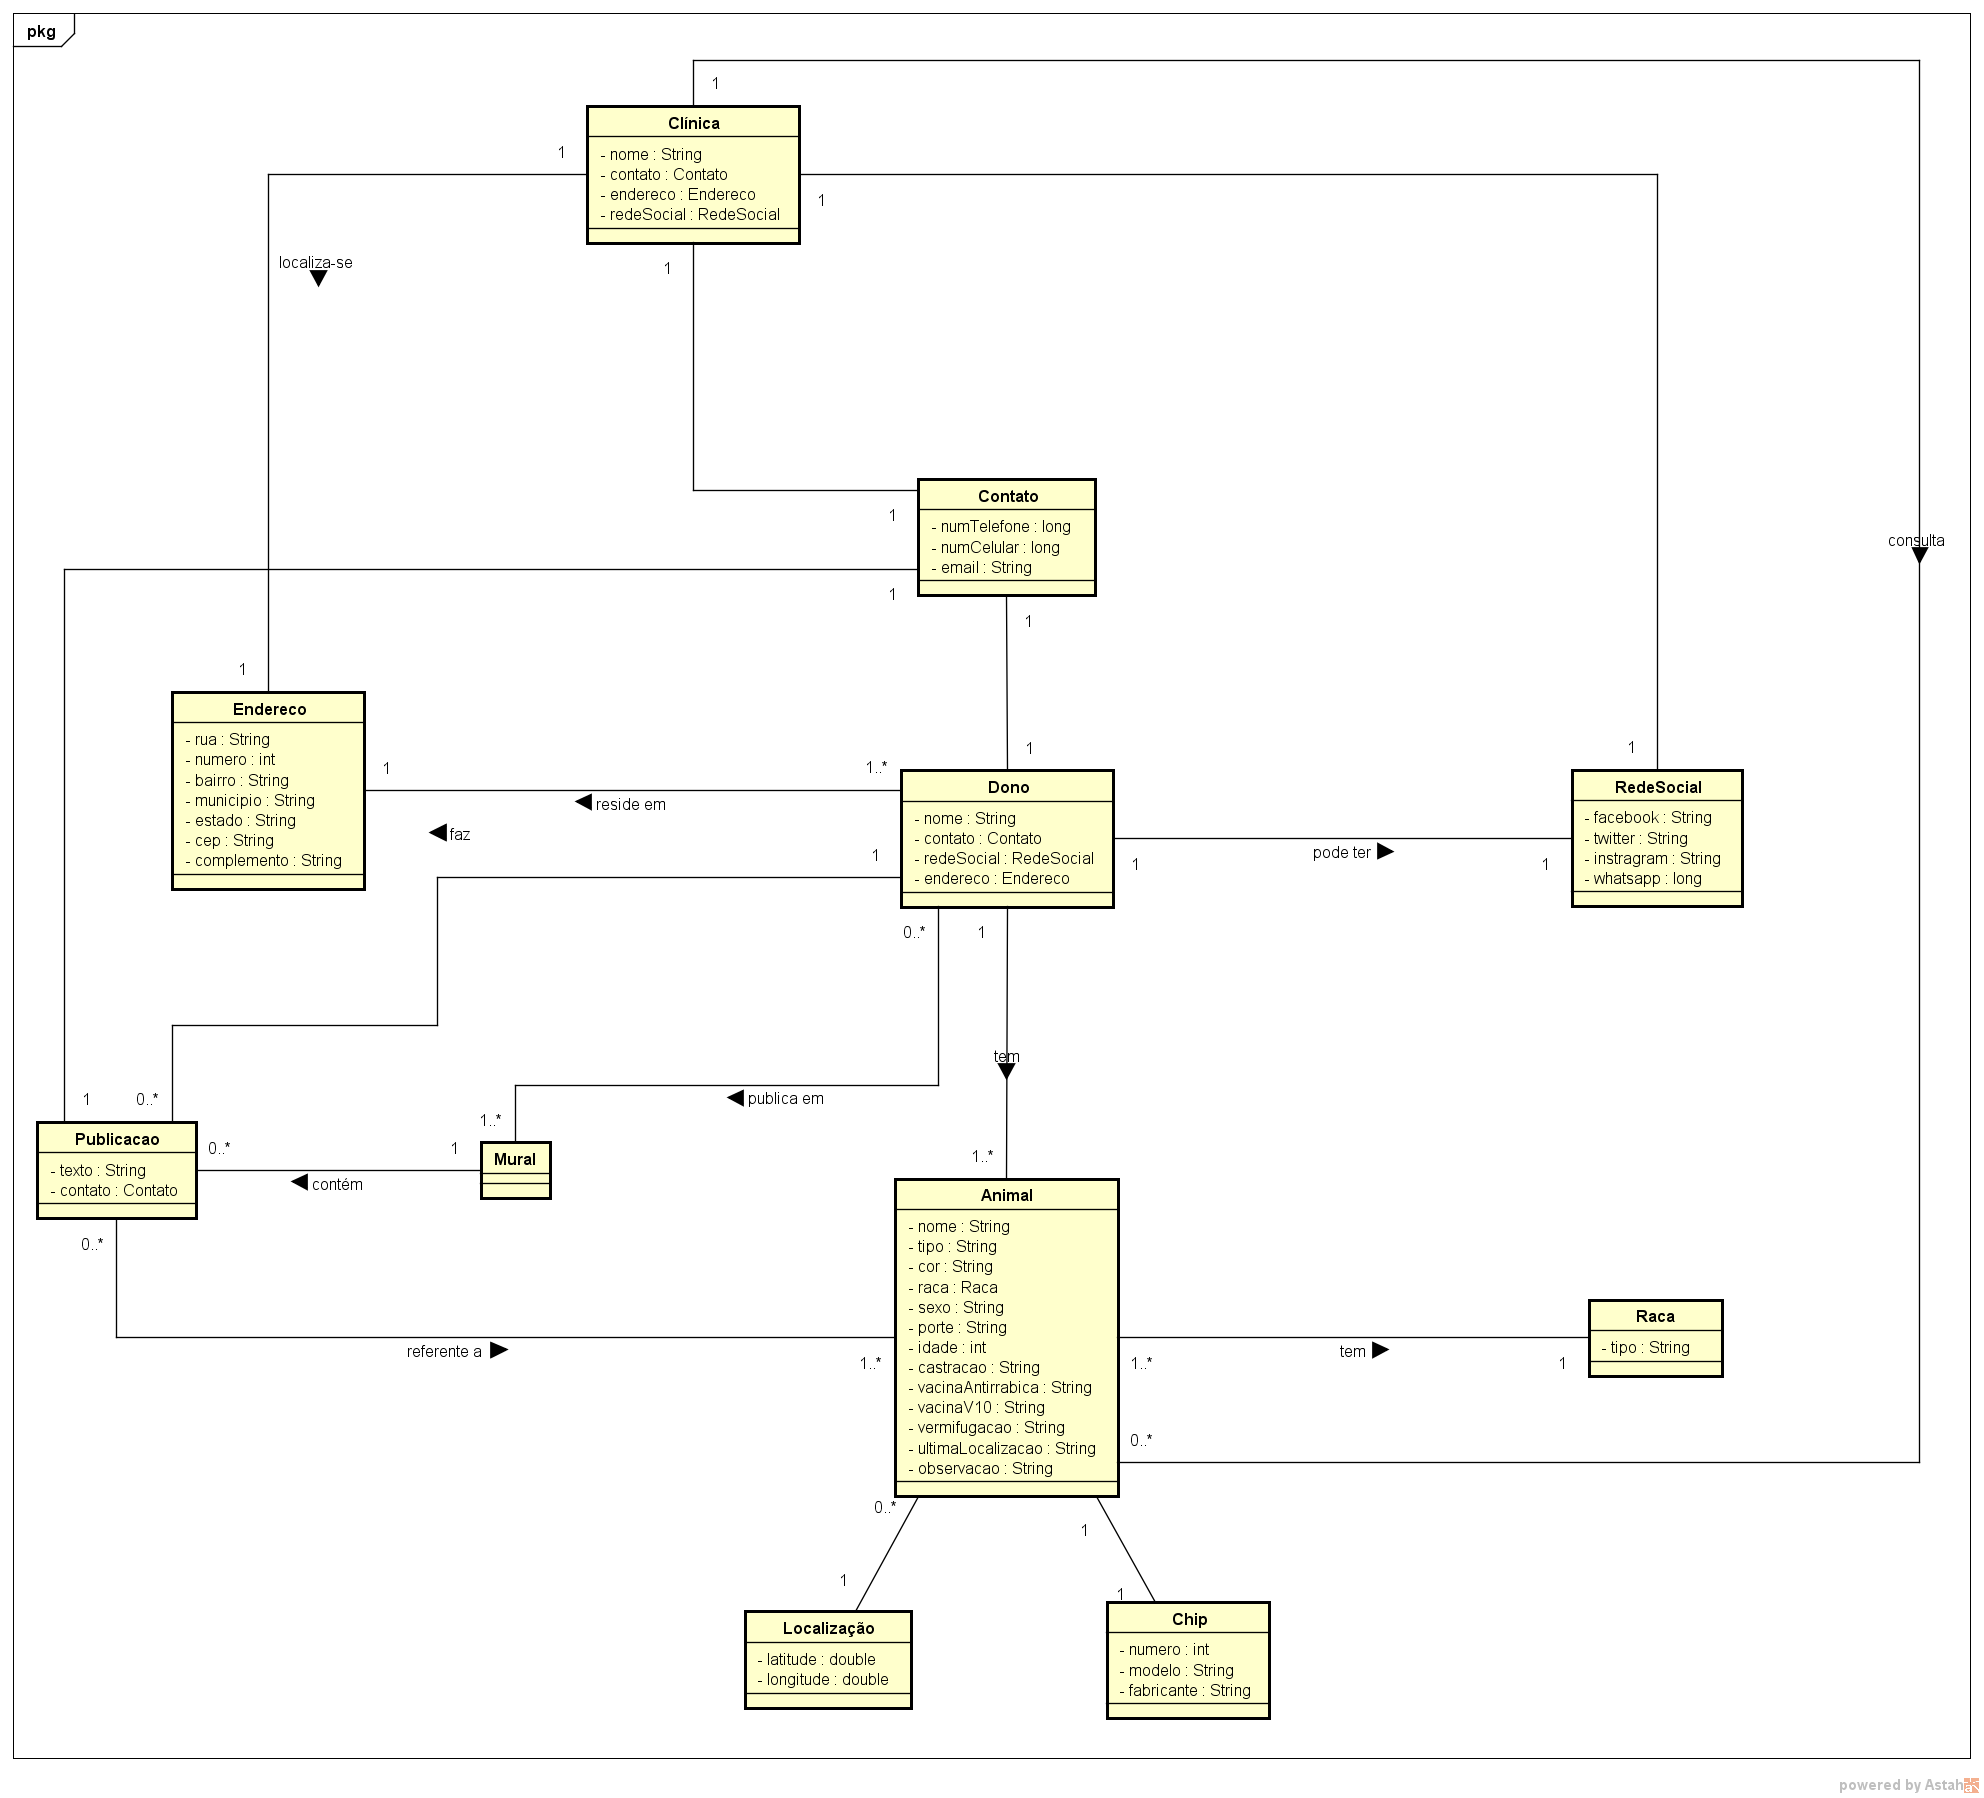 pkg
1
Clínica
- nome : String
- contato : Contato
- endereco : Endereco
- redeSocial : RedeSocial
1
1
1
localiza-se
Contato
- numTelefone : long
- numCelular : long
- email : String
1
1
consulta
1
1
Endereco
- rua : String
- numero : int
- bairro : String
- municipio : String
- estado : String
- cep : String
- complemento : String
1
1..*
reside em
faz
1
1
Dono
- nome : String
- contato : Contato
- redeSocial : RedeSocial
- endereco : Endereco
1
pode ter
1
1
RedeSocial
- facebook : String
- twitter : String
- instragram : String
- whatsapp : long
0..*
1
tem
publica em
1
0..*
Publicacao
- texto : String
- contato : Contato
0..*
1
contém
1..*
Mural
1..*
0..*
referente a
1..*
Animal
- nome : String
- tipo : String
- cor : String
- raca : Raca
- sexo : String
- porte : String
- idade : int
- castracao : String
- vacinaAntirrabica : String
- vacinaV10 : String
- vermifugacao : String
- ultimaLocalizacao : String
- observacao : String
1..*
tem
1
Raca
- tipo : String
0..*
0..*
1
1
1
Localização
- latitude : double
- longitude : double
Chip
- numero : int
- modelo : String
- fabricante : String
powered by Astah